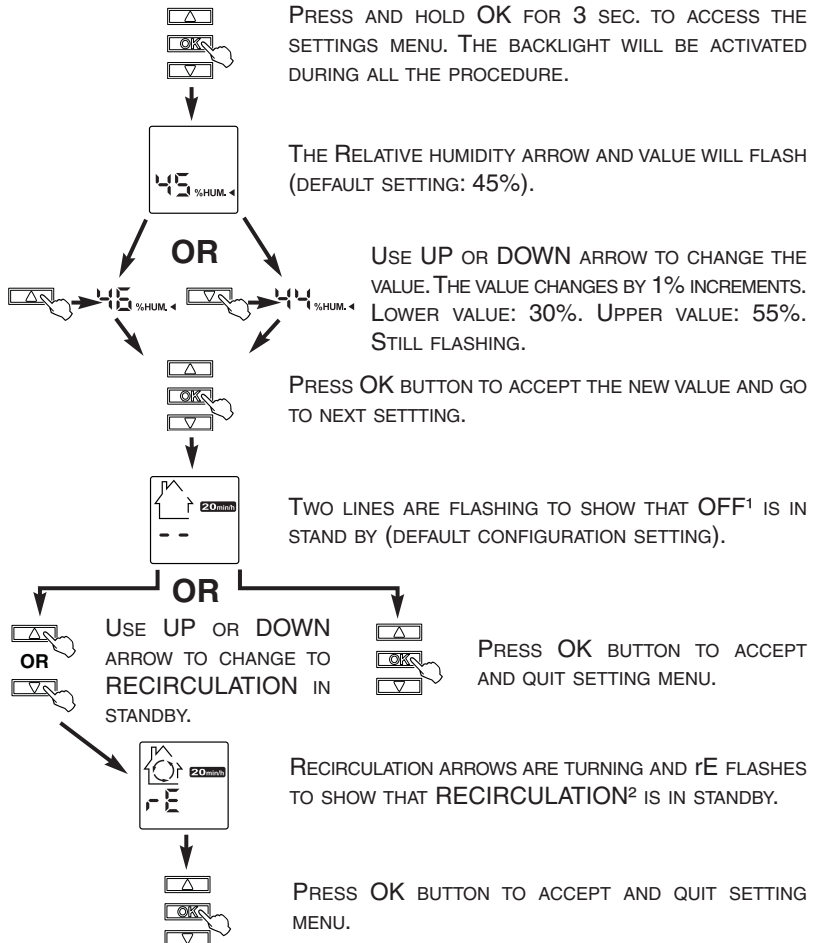 OK
PRESS AND HOLD OK FOR 3 SEC. TO ACCESS THE
SETTINGS MENU. THE BACKLIGHT WILL BE ACTIVATED
DURING ALL THE PROCEDURE.
45 %HUM.
THE RELATIVE HUMIDITY ARROW AND VALUE WILL FLASH
(DEFAULT SETTING: 45%).
OR
46 %HUM.
44 %HUM.
USE UP OR DOWN ARROW TO CHANGE THE
VALUE. THE VALUE CHANGES BY 1% INCREMENTS.
LOWER VALUE: 30%. UPPER VALUE: 55%.
STILL FLASHING.
OK
PRESS OK BUTTON TO ACCEPT THE NEW VALUE AND GO
TO NEXT SETTTING.
20min/h
- -
TWO LINES ARE FLASHING TO SHOW THAT OFF¹ IS IN
STAND BY (DEFAULT CONFIGURATION SETTING).
OR
OR
USE UP OR DOWN
ARROW TO CHANGE TO
RECIRCULATION IN
STANDBY.
OK
PRESS OK BUTTON TO ACCEPT
AND QUIT SETTING MENU.
20min/h
rE
RECIRCULATION ARROWS ARE TURNING AND rE FLASHES
TO SHOW THAT RECIRCULATION² IS IN STANDBY.
OK
PRESS OK BUTTON TO ACCEPT AND QUIT SETTING
MENU.